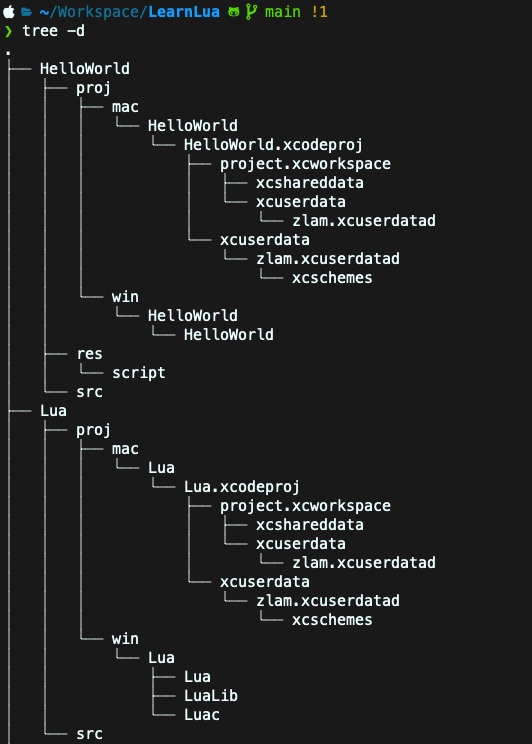 ~/Workspace/LearnLua main !1
❯ tree -d
.
├── HelloWorld
│   ├── proj
│   │   ├── mac
│   │   │   └── HelloWorld
│   │   │       └── HelloWorld.xcodeproj
│   │   │           ├── project.xcworkspace
│   │   │           │   ├── xcshareddata
│   │   │           │   └── xcuserdata
│   │   │           │       └── zlam.xcuserdatad
│   │   │           └── xcuserdata
│   │   │               └── zlam.xcuserdatad
│   │   │                   └── xcschemes
│   │   └── win
│   │       └── HelloWorld
│   │           └── HelloWorld
│   ├── res
│   │   └── script
│   └── src
├── Lua
│   ├── proj
│   │   ├── mac
│   │   │   └── Lua
│   │   │       └── Lua.xcodeproj
│   │   │           ├── project.xcworkspace
│   │   │           │   ├── xcshareddata
│   │   │           │   └── xcuserdata
│   │   │           │       └── zlam.xcuserdatad
│   │   │           └── xcuserdata
│   │   │               └── zlam.xcuserdatad
│   │   │                   └── xcschemes
│   │   └── win
│   │       └── Lua
│   │           ├── Lua
│   │           ├── LuaLib
│   │           └── Luac
│   └── src